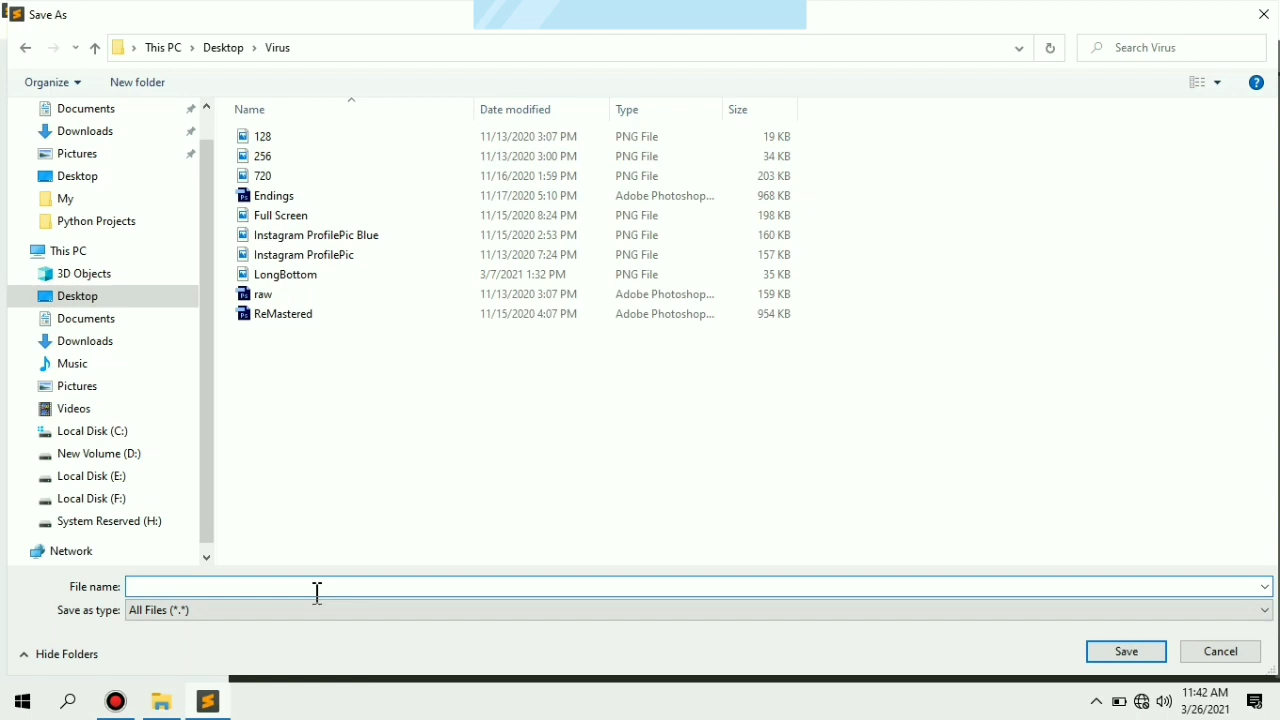 Save As
This PC > Desktop > Virus
Search Virus
Organize
New folder
Documents
Downloads
Pictures
Desktop
My
Python Projects
This PC
3D Objects
Desktop
Documents
Downloads
Music
Pictures
Videos
Local Disk (C:)
New Volume (D:)
Local Disk (E:)
Local Disk (F:)
System Reserved (H:)
Network
Name Date modified Type Size
128 11/13/2020 3:07 PM PNG File 19 KB
256 11/13/2020 3:00 PM PNG File 34 KB
720 11/16/2020 1:59 PM PNG File 203 KB
Endings 11/17/2020 5:10 PM Adobe Photoshop... 968 KB
Full Screen 11/15/2020 8:24 PM PNG File 198 KB
Instagram ProfilePic Blue 11/15/2020 2:53 PM PNG File 160 KB
Instagram ProfilePic 11/13/2020 7:24 PM PNG File 157 KB
LongBottom 3/7/2021 1:32 PM PNG File 35 KB
raw 11/13/2020 3:07 PM Adobe Photoshop... 159 KB
ReMastered 11/15/2020 4:07 PM Adobe Photoshop... 954 KB
File name:
Save as type: All Files (*.*)
Hide Folders
Save
Cancel
11:42 AM
3/26/2021